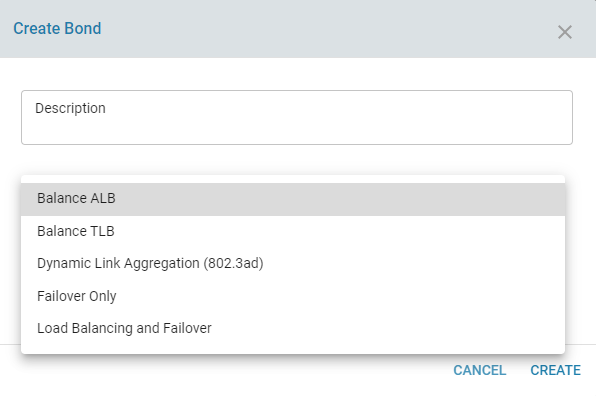 Create Bond
Description
Balance ALB
Balance TLB
Dynamic Link Aggregation (802.3ad)
Failover Only
Load Balancing and Failover
CANCEL CREATE